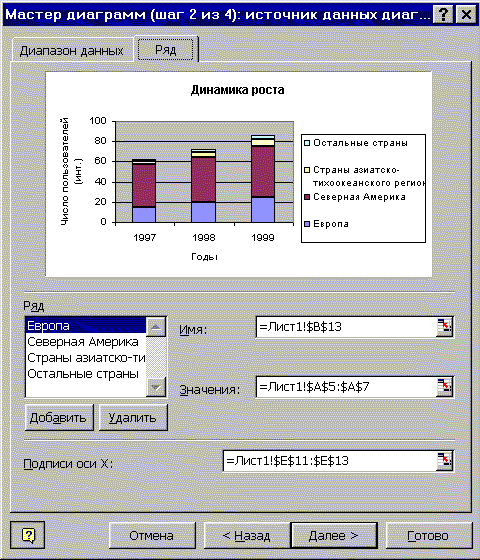 Мастер диаграмм (шаг 2 из 4): источник данных диаг...
Диапазон данных
Ряд
Динамика роста
Число пользователей
(инт.)
100
80
60
40
20
0
1997
1998
1999
Годы
Остальные страны
Страны азиатско-
тихоокеанского регион
Северная Америка
Европа
Ряд
Европа
Северная Америка
Страны азиатско-ти
Остальные страны
Добавить
Удалить
Имя:
=Лист1!$B$13
Значения:
=Лист1!$A$5:$A$7
Подписи оси X:
=Лист1!$E$11:$E$13
?
Отмена
< Назад
Далее >
Готово